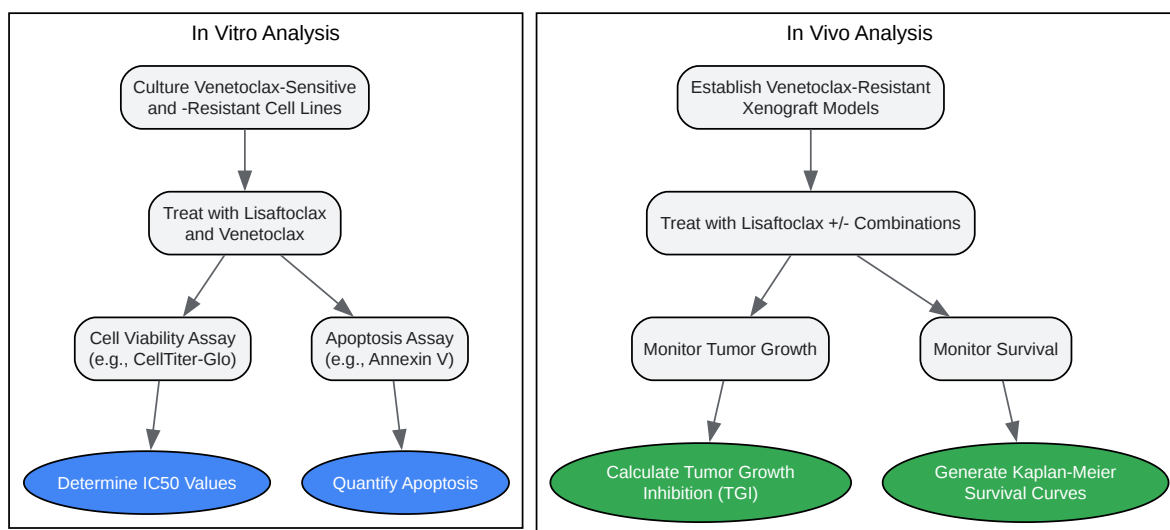 In Vitro Analysis
Culture Venetoclax-Sensitive
and -Resistant Cell Lines
Treat with Lisaftoclax
and Venetoclax
Cell Viability Assay
(e.g., CellTiter-Glo)
Apoptosis Assay
(e.g., Annexin V)
Determine IC50 Values
Quantify Apoptosis
In Vivo Analysis
Establish Venetoclax-Resistant
Xenograft Models
Treat with Lisaftoclax +/- Combinations
Monitor Tumor Growth
Monitor Survival
Calculate Tumor Growth
Inhibition (TGI)
Generate Kaplan-Meier
Survival Curves